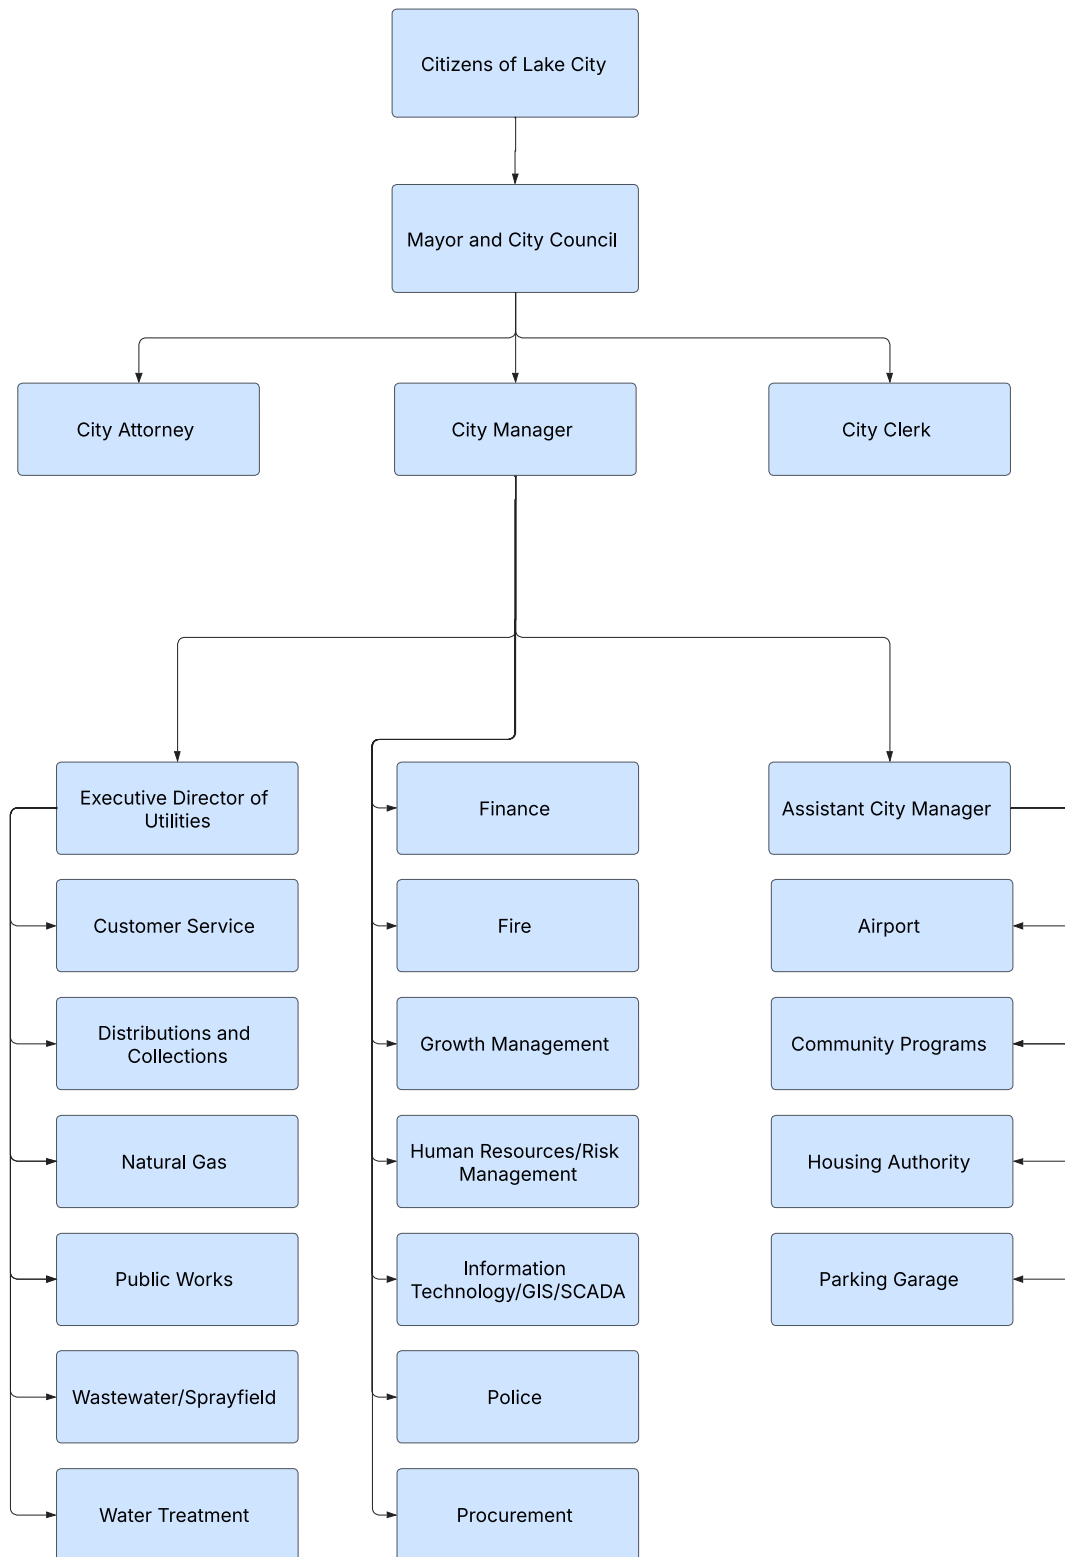 Citizens of Lake City
Mayor and City Council
City Attorney
City Manager
City Clerk
Executive Director of
Utilities
Finance
Assistant City Manager
Customer Service
Fire
Airport
Distributions and
Collections
Growth Management
Community Programs
Natural Gas
Human Resources/Risk
Management
Housing Authority
Public Works
Information
Technology/GIS/SCADA
Parking Garage
Wastewater/Sprayfield
Police
Water Treatment
Procurement